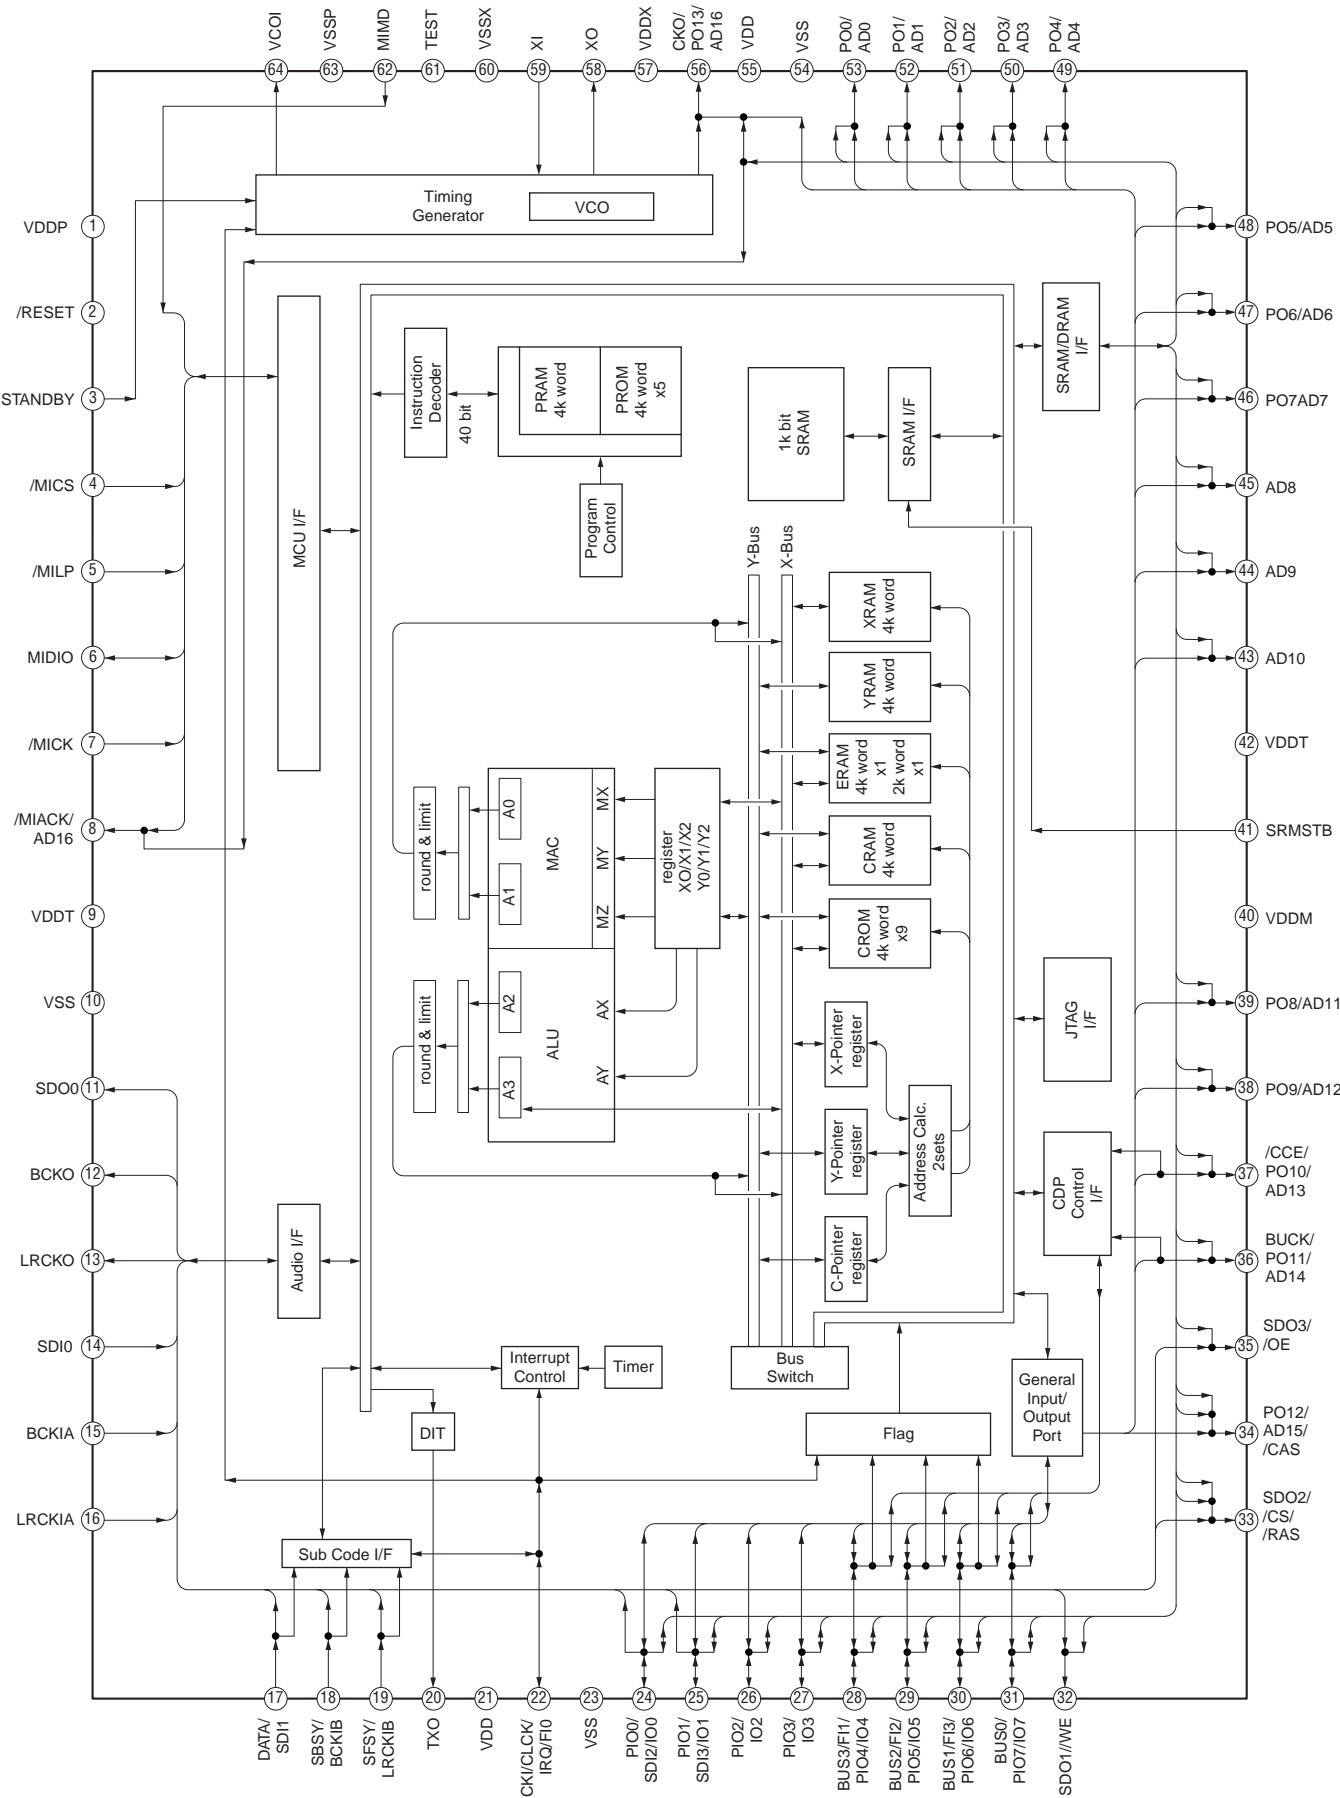 VCOI
VSSP
MIMD
TEST
VSSX
XI
XO
VDDX
CKO/
PO13/
AD16
VDD
VSS
PO0/
AD0
PO1/
AD1
PO2/
AD2
PO3/
AD3
PO4/
AD4
64
63
62
61
60
59
58
57
56
55
54
53
52
51
50
49
VDDP 1
/RESET 2
STANDBY 3
/MICS 4
/MILP 5
MIDIO 6
/MICK 7
/MIACK/
AD16
8
VDDT 9
VSS 10
SDO0 11
BCKO 12
LRCKO 13
SDI0 14
BCKIA 15
LRCKIA 16
Timing
Generator
VCO
MCU I/F
Instruction
Decoder
40 bit
PRAM
4k word
PROM
4k word
x5
Program
Control
1k bit
SRAM
SRAM I/F
SRAM/DRAM
I/F
Y-Bus
X-Bus
XRAM
4k word
YRAM
4k word
ERAM
4k word
x1
2k word
x1
CRAM
4k word
CROM
4k word
x9
round & limit
A0
A1
MAC
MX
MY
MZ
register
XO/X1/X2
Y0/Y1/Y2
round & limit
A2
A3
ALU
AX
AY
X-Pointer
register
Y-Pointer
register
C-Pointer
register
Address Calc.
2sets
JTAG
I/F
CDP
Control
I/F
Audio I/F
Interrupt
Control
Timer
Bus
Switch
General
Input/
Output
Port
DIT
Flag
Sub Code I/F
48 PO5/AD5
47 PO6/AD6
46 PO7AD7
45 AD8
44 AD9
43 AD10
42 VDDT
41 SRMSTB
40 VDDM
39 PO8/AD11
38 PO9/AD12
37
/CCE/
PO10/
AD13
36
BUCK/
PO11/
AD14
35
SDO3/
/OE
34
PO12/
AD15/
/CAS
33
SDO2/
/CS/
/RAS
17
18
19
20
21
22
23
24
25
26
27
28
29
30
31
32
DATA/
SDI1
SBSY/
BCKIB
SFSY/
LRCKIB
TXO
VDD
CKI/CLCK/
IRQ/FI0
VSS
PIO0/
SDI2/IO0
PIO1/
SDI3/IO1
PIO2/
IO2
PIO3/
IO3
BUS3/FI1/
PIO4/IO4
BUS2/FI2/
PIO5/IO5
BUS1/FI3/
PIO6/IO6
BUS0/
PIO7/IO7
SDO1/WE